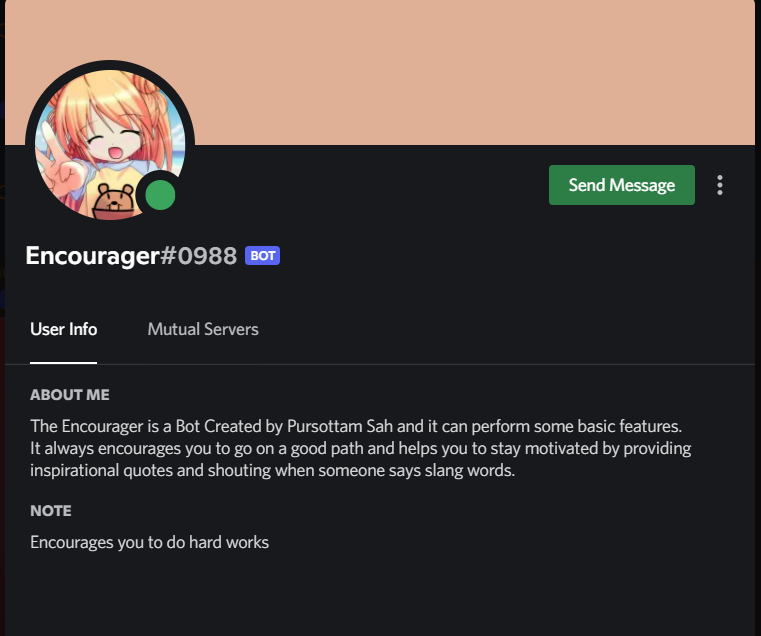 Send Message
Encourager#0988 BOT
User Info Mutual Servers
ABOUT ME
The Encourager is a Bot Created by Pursottam Sah and it can perform some basic features.
It always encourages you to go on a good path and helps you to stay motivated by providing
inspirational quotes and shouting when someone says slang words.
NOTE
Encourages you to do hard works